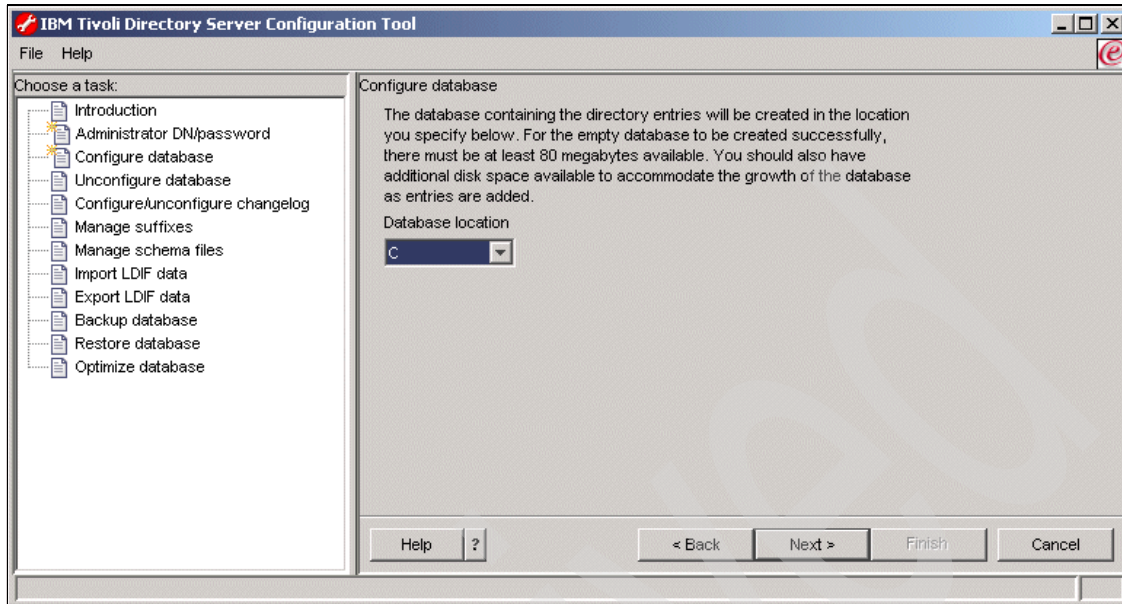 IBM Tivoli Directory Server Configuration Tool
File Help
Choose a task:
Introduction
Administrator DN/password
Configure database
Unconfigure database
Configure/unconfigure changelog
Manage suffixes
Manage schema files
Import LDIF data
Export LDIF data
Backup database
Restore database
Optimize database
Configure database
The database containing the directory entries will be created in the location
you specify below. For the empty database to be created successfully,
there must be at least 80 megabytes available. You should also have
additional disk space available to accommodate the growth of the database
as entries are added.
Database location
C
Help ? < Back Next > Finish Cancel